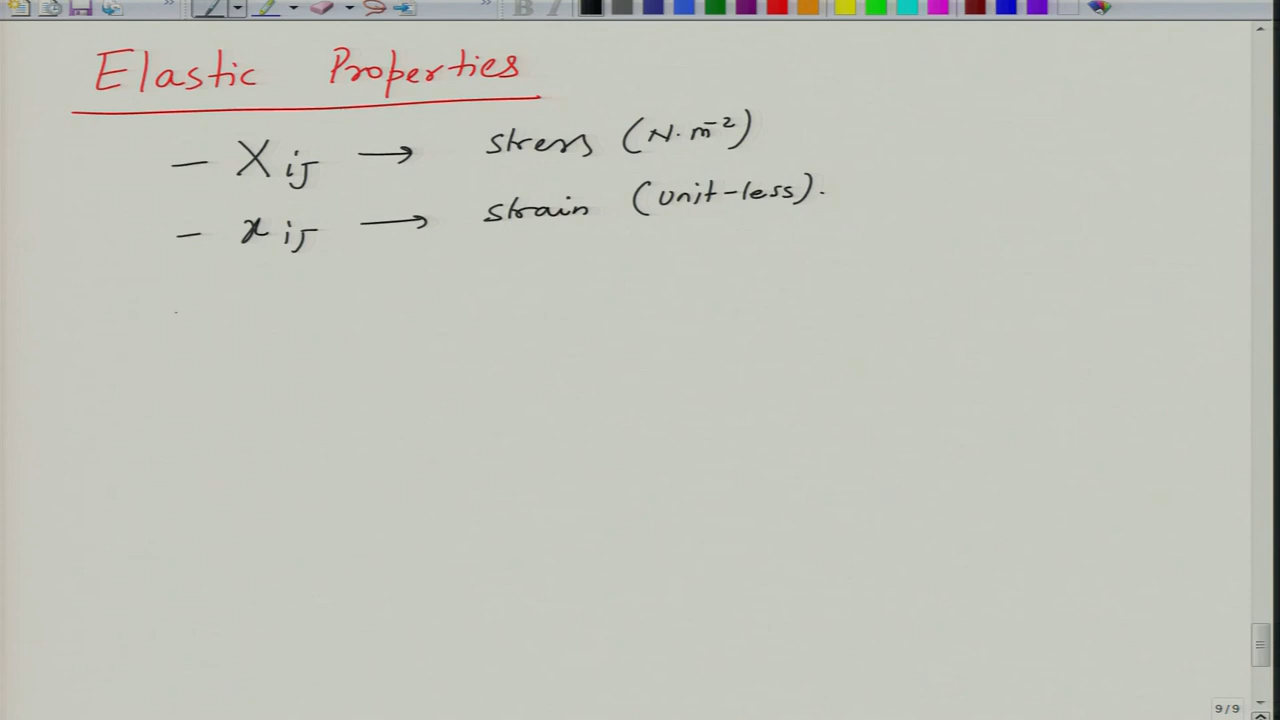 Elastic Properties
- X ij → stress (N·m⁻²)
- x ij → strain (unit-less).
9/9